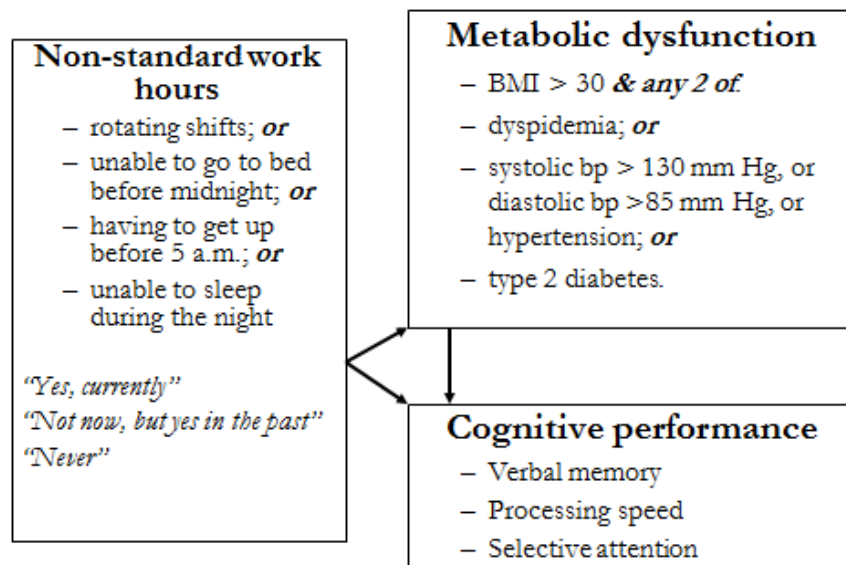 Non-standard work
hours
– rotating shifts; or
– unable to go to bed
before midnight; or
– having to get up
before 5 a.m.; or
– unable to sleep
during the night
“Yes, currently”
“Not now, but yes in the past”
“Never”
Metabolic dysfunction
– BMI > 30 & any 2 of:
– dyspidemia; or
– systolic bp > 130 mm Hg, or
diastolic bp >85 mm Hg, or
hypertension; or
– type 2 diabetes.
Cognitive performance
– Verbal memory
– Processing speed
– Selective attention